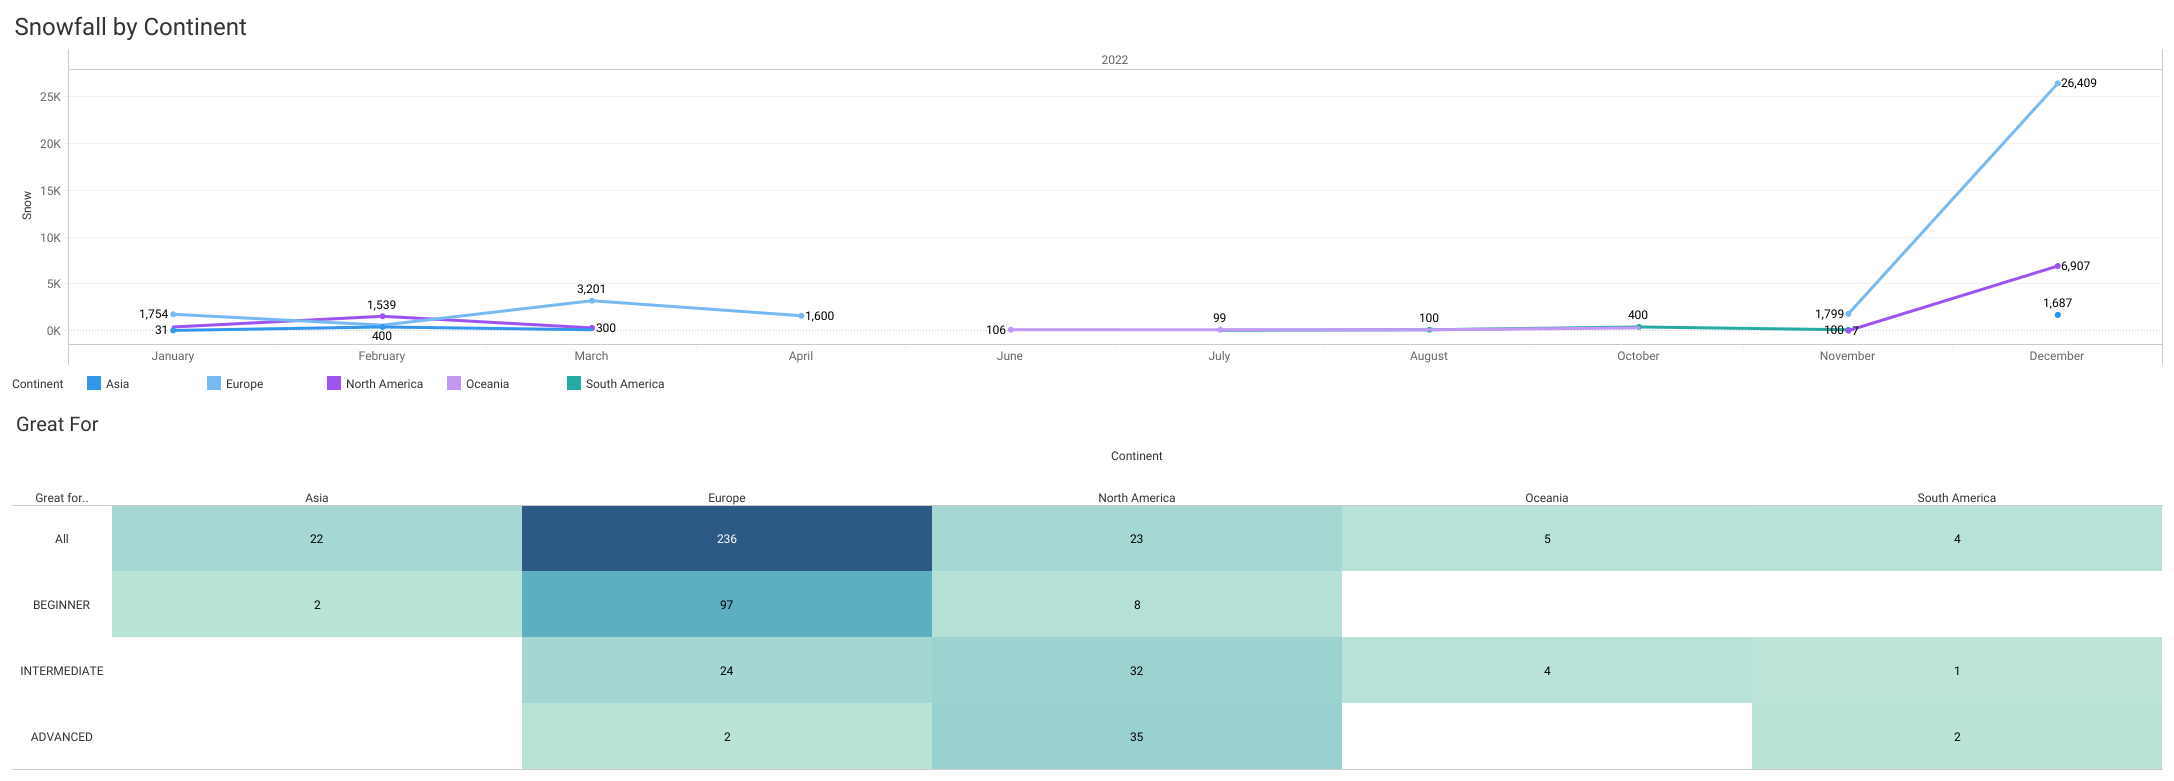 Snowfall by Continent
2022
25K
20K
15K
10K
5K
0K
Snow
26,409
6,907
1,687
3,201
1,539
1,754
31
400
300
1,600
106
99
100
400
1,799
100
7
January February March April June July August October November December
Continent Asia Europe North America Oceania South America
Great For
Continent
Great for.. Asia Europe North America Oceania South America
All 22 236 23 5 4
BEGINNER 2 97 8
INTERMEDIATE 24 32 4 1
ADVANCED 2 35 2